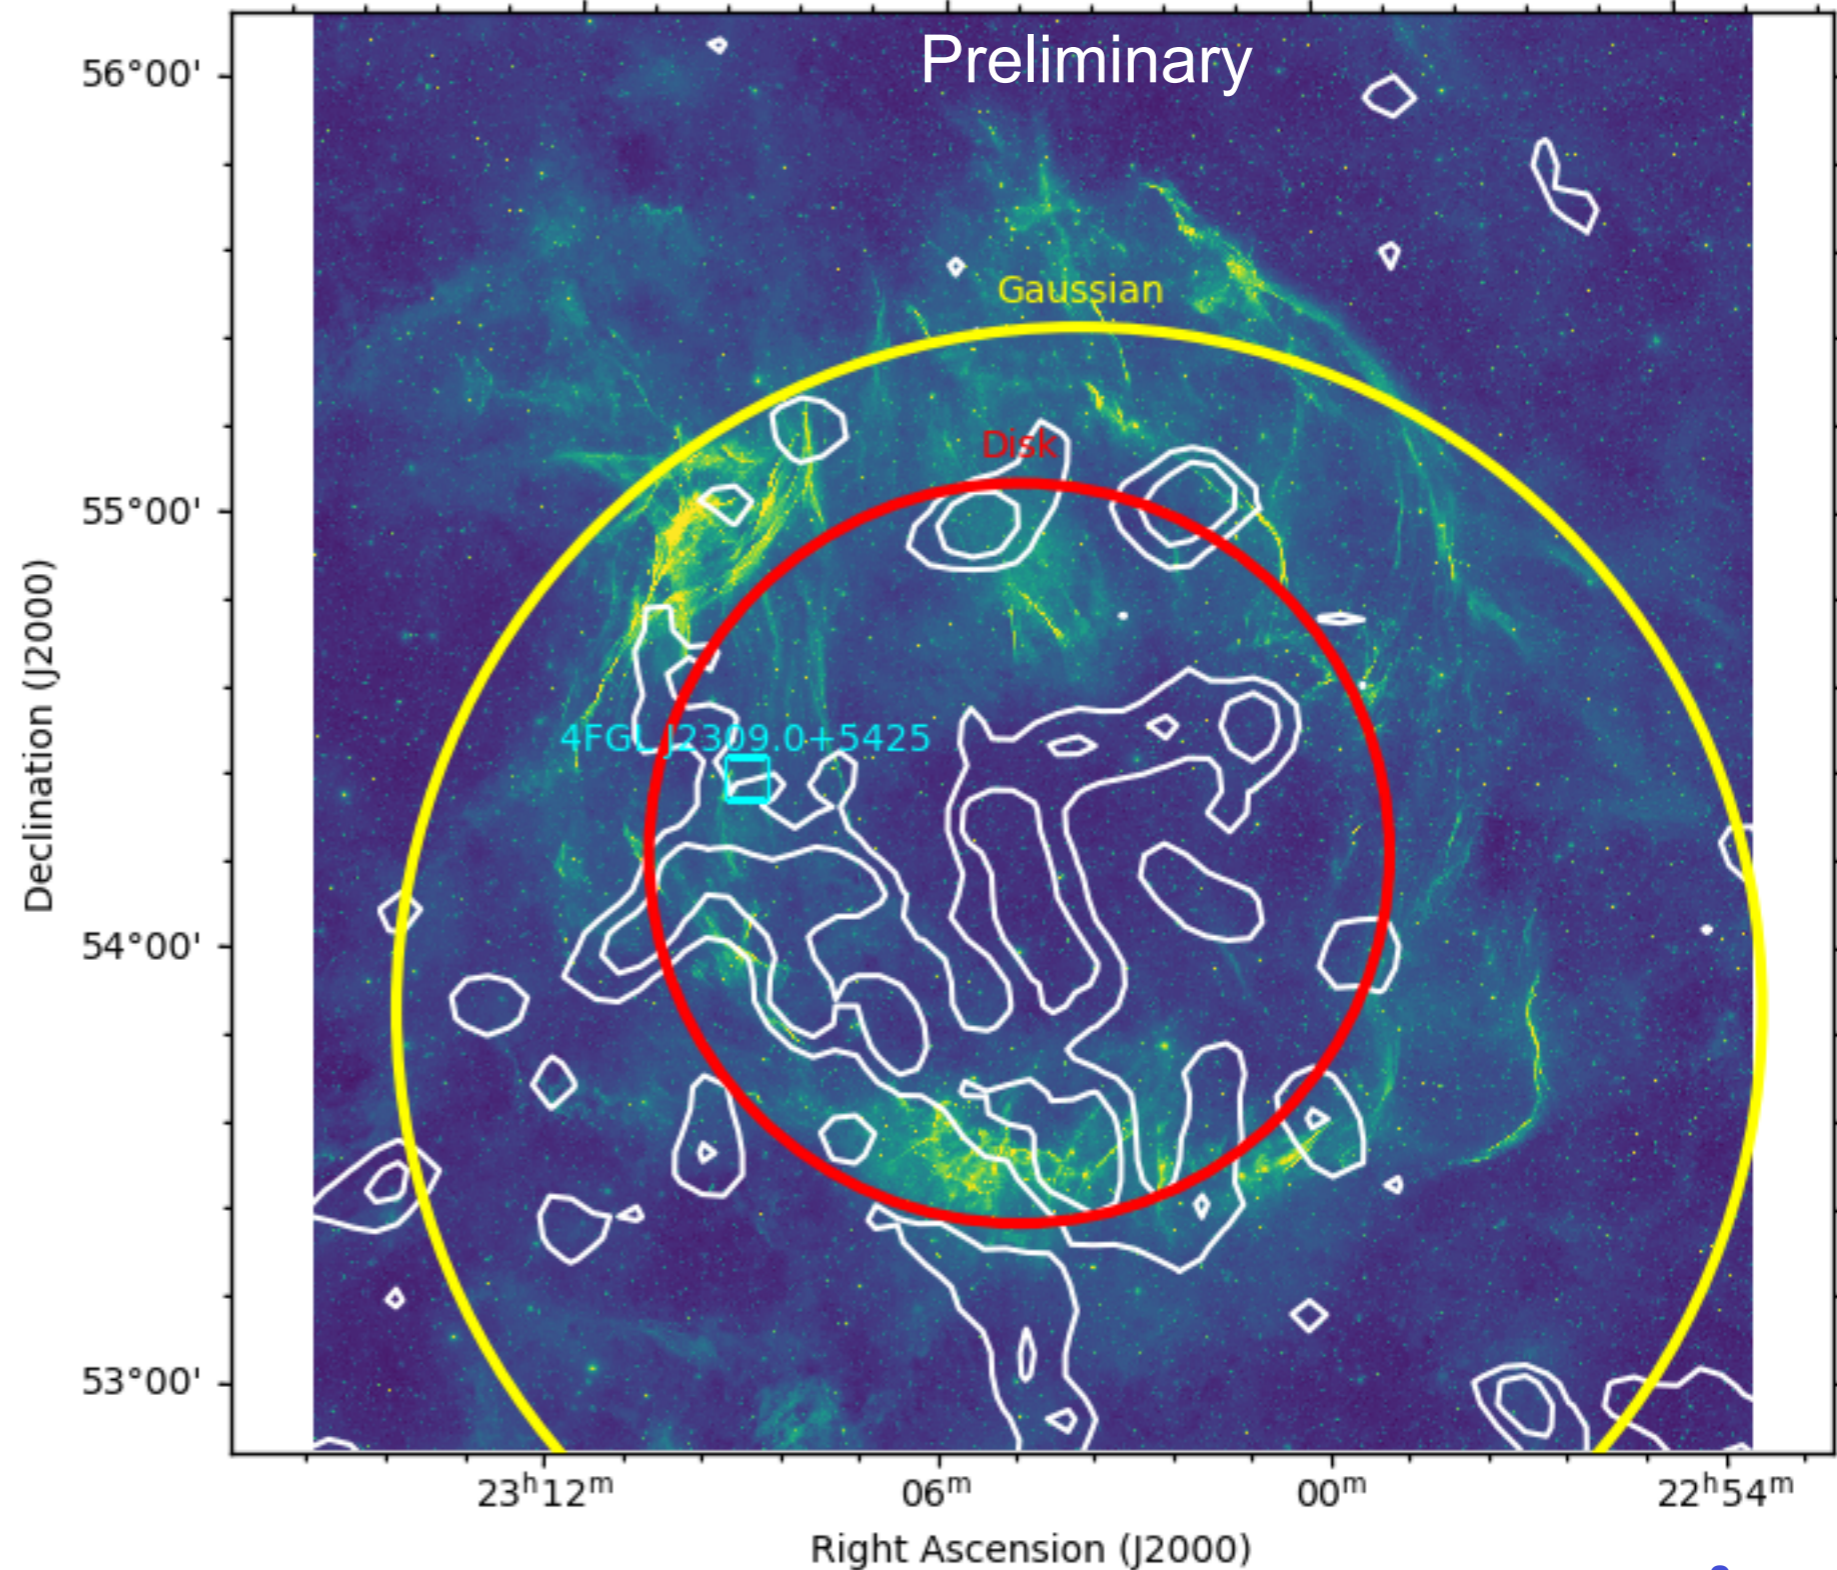 Preliminary
56°00'
Gaussian
Disk
55°00'
4FGL J2309.0+5425
54°00'
53°00'
Declination (J2000)
23ʰ12ᵐ 06ᵐ 00ᵐ 22ʰ54ᵐ
Right Ascension (J2000)